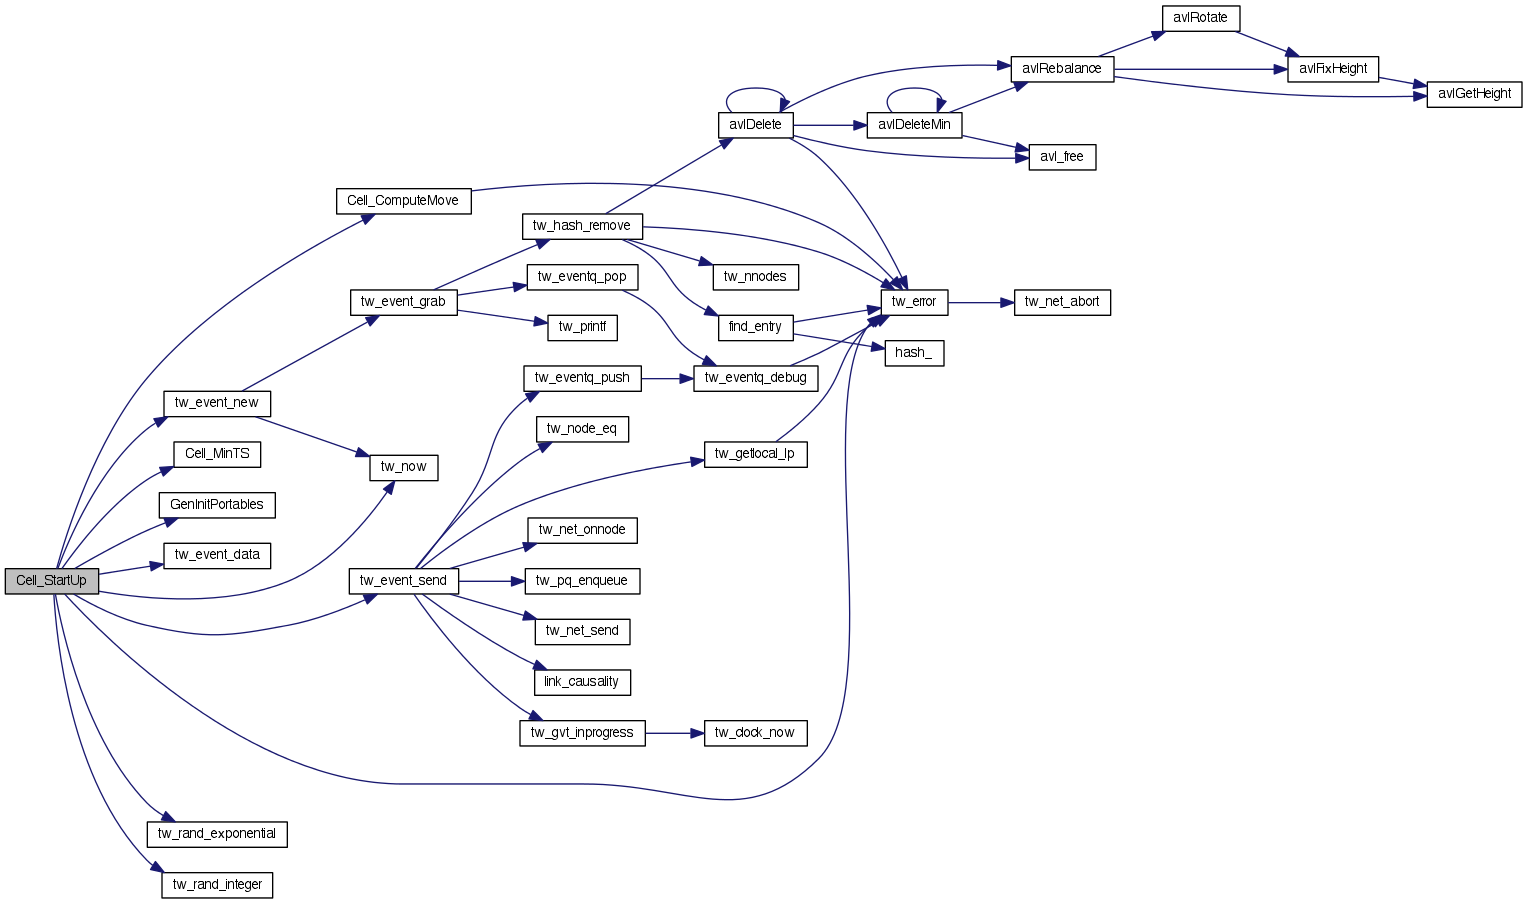 avlRotate
avlRebalance
avlFixHeight
avlGetHeight
avlDelete
avlDeleteMin
avl_free
Cell_ComputeMove
tw_hash_remove
tw_eventq_pop
tw_nnodes
tw_event_grab
tw_error
tw_net_abort
tw_printf
find_entry
hash_
tw_eventq_push
tw_eventq_debug
tw_event_new
tw_node_eq
Cell_MinTS
tw_now
tw_getlocal_lp
GenInitPortables
tw_net_onnode
tw_event_data
Cell_StartUp
tw_event_send
tw_pq_enqueue
tw_net_send
link_causality
tw_gvt_inprogress
tw_clock_now
tw_rand_exponential
tw_rand_integer